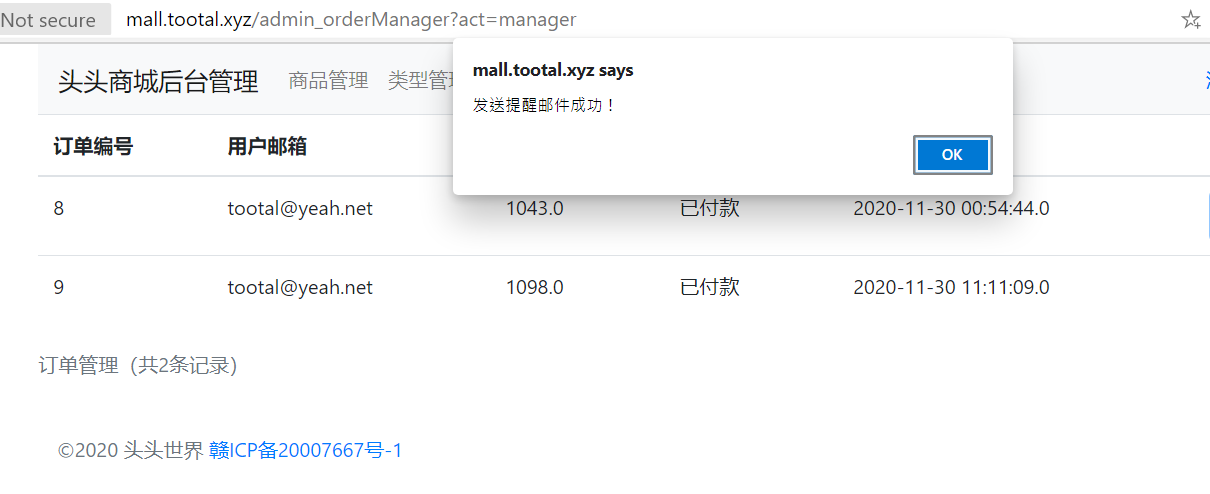 Not secure mall.tootal.xyz/admin_orderManager?act=manager
mall.tootal.xyz says
发送提醒邮件成功！
OK
头头商城后台管理 商品管理 类型管
订单编号 用户邮箱
8 tootal@yeah.net 1043.0 已付款 2020-11-30 00:54:44.0
9 tootal@yeah.net 1098.0 已付款 2020-11-30 11:11:09.0
订单管理（共2条记录）
©2020 头头世界 赣ICP备20007667号-1